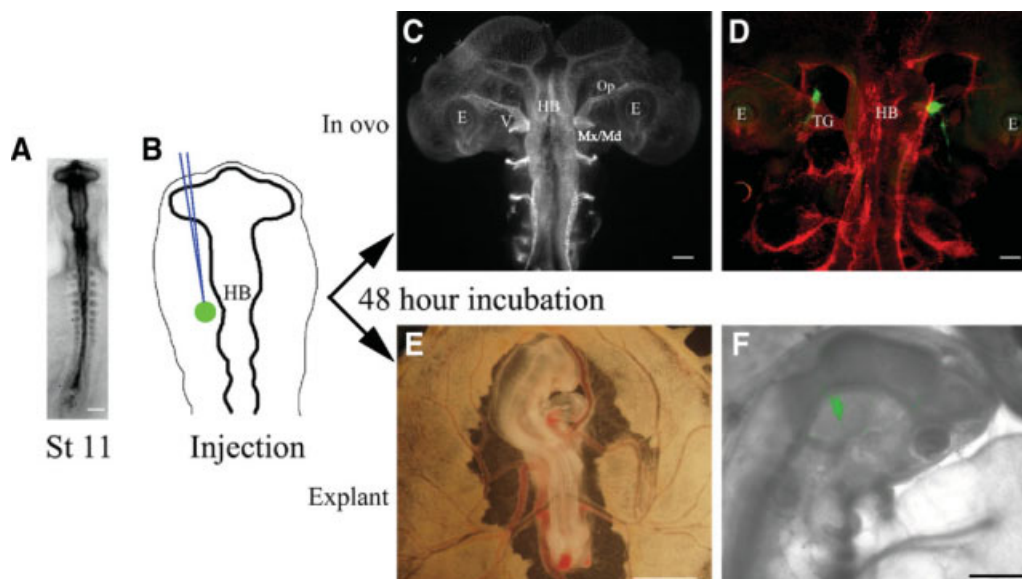 A
St 11
B
HB
Injection
In ovo
48 hour incubation
Explant
C
E
V
HB
Op
E
Mx/Md
D
E
TG
HB
E
E
F